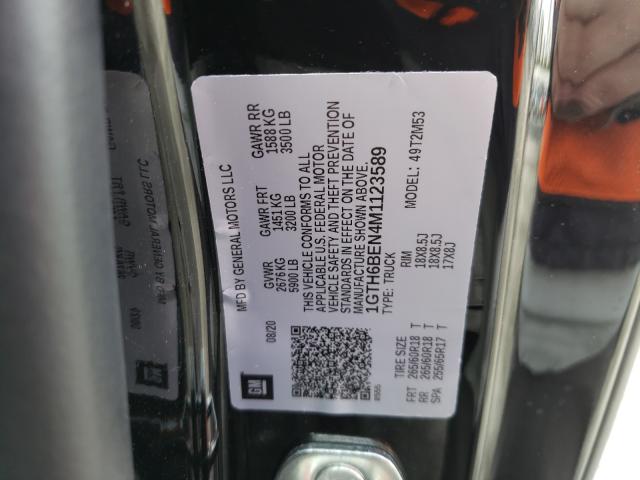 MFD BY GENERAL MOTORS LLC
08/20
GVWR GAWR FRT GAWR RR
2676 KG 1451 KG 1588 KG
5900 LB 3200 LB 3500 LB
THIS VEHICLE CONFORMS TO ALL
APPLICABLE U.S. FEDERAL MOTOR
VEHICLE SAFETY AND THEFT PREVENTION
STANDARDS IN EFFECT ON THE DATE OF
MANUFACTURE SHOWN ABOVE.
1GTH6BEN4M1123589
TYPE: TRUCK MODEL: 49T2M53
TIRE SIZE RIM
FRT 265/60R18 T 18X8.5J
RR 265/60R18 T 18X8.5J
SPA 255/65R17 T 17X8J
GM